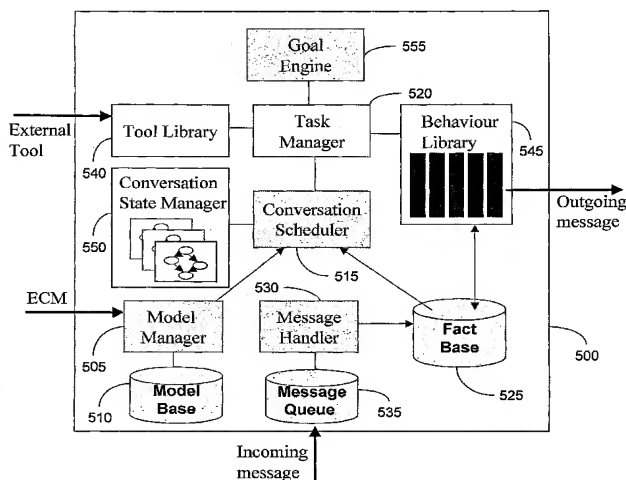 Goal
Engine
555
520
External
Tool
Tool Library
540
Task
Manager
Behaviour
Library
545
Outgoing
message
Conversation
State Manager
550
Conversation
Scheduler
515
ECM
Model
Manager
505
530
Message
Handler
Fact
Base
525
500
Model
Base
510
Message
Queue
535
Incoming
message